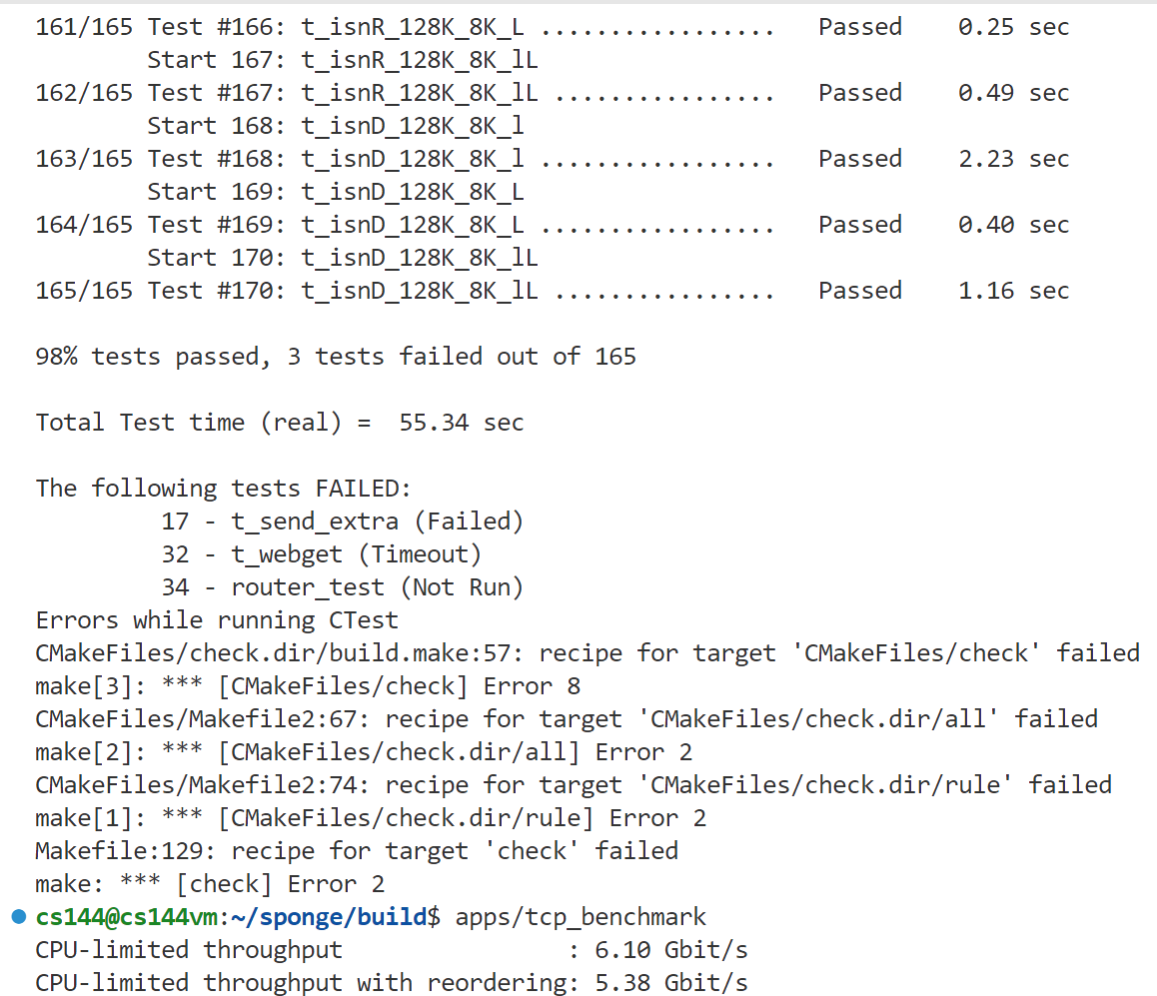 161/165 Test #166: t_isnR_128K_8K_L .................   Passed    0.25 sec
        Start 167: t_isnR_128K_8K_lL
162/165 Test #167: t_isnR_128K_8K_lL ................   Passed    0.49 sec
        Start 168: t_isnD_128K_8K_l
163/165 Test #168: t_isnD_128K_8K_l .................   Passed    2.23 sec
        Start 169: t_isnD_128K_8K_L
164/165 Test #169: t_isnD_128K_8K_L .................   Passed    0.40 sec
        Start 170: t_isnD_128K_8K_lL
165/165 Test #170: t_isnD_128K_8K_lL ................   Passed    1.16 sec

98% tests passed, 3 tests failed out of 165

Total Test time (real) =  55.34 sec

The following tests FAILED:
         17 - t_send_extra (Failed)
         32 - t_webget (Timeout)
         34 - router_test (Not Run)
Errors while running CTest
CMakeFiles/check.dir/build.make:57: recipe for target 'CMakeFiles/check' failed
make[3]: *** [CMakeFiles/check] Error 8
CMakeFiles/Makefile2:67: recipe for target 'CMakeFiles/check.dir/all' failed
make[2]: *** [CMakeFiles/check.dir/all] Error 2
CMakeFiles/Makefile2:74: recipe for target 'CMakeFiles/check.dir/rule' failed
make[1]: *** [CMakeFiles/check.dir/rule] Error 2
Makefile:129: recipe for target 'check' failed
make: *** [check] Error 2
cs144@cs144vm:~/sponge/build$ apps/tcp_benchmark
CPU-limited throughput                : 6.10 Gbit/s
CPU-limited throughput with reordering: 5.38 Gbit/s